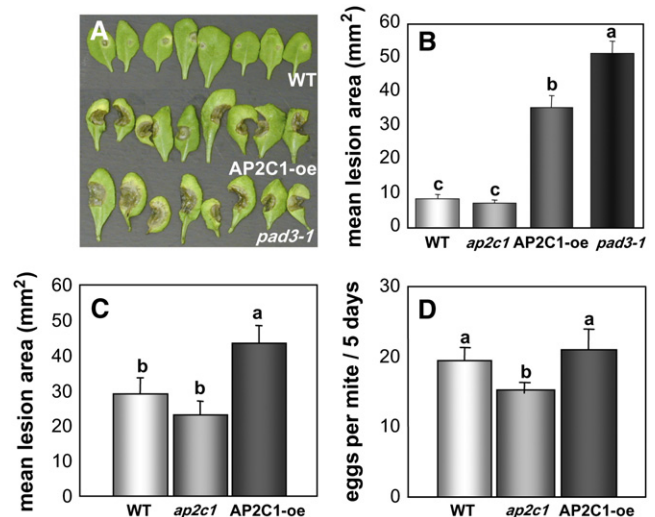 A
WT
AP2C1-oe
pad3-1
B
mean lesion area (mm²)
60
50
40
30
20
10
0
c
c
b
a
WT ap2c1 AP2C1-oe pad3-1
C
mean lesion area (mm²)
60
50
40
30
20
10
0
b
b
a
WT ap2c1 AP2C1-oe
D
eggs per mite / 5 days
30
20
10
0
a
b
a
WT ap2c1 AP2C1-oe